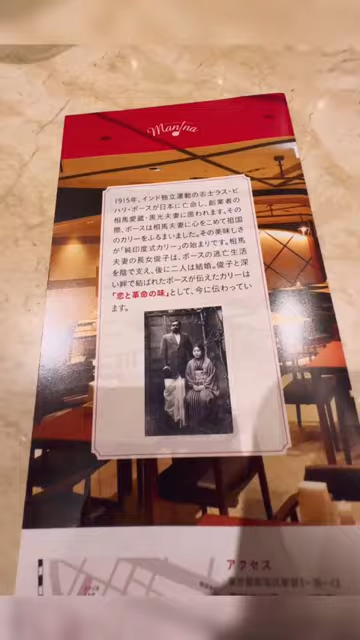 Manna
1915年、インド独立運動の志士ラス・ビ
ハリ・ボースが日本に亡命し、創業者の
相馬愛蔵・黒光夫妻に匿われます。その
際、ボースは相馬夫妻に心をこめて祖国
のカリーをふるまいました。その美味しさ
が「純印度式カリー」の始まりです。相馬
夫妻の長女俊子は、ボースの逃亡生活
を陰で支え、後に二人は結婚。俊子と深
い絆で結ばれたボースが伝えたカリーは
「恋と革命の味」として、今に伝わってい
ます。
アクセス